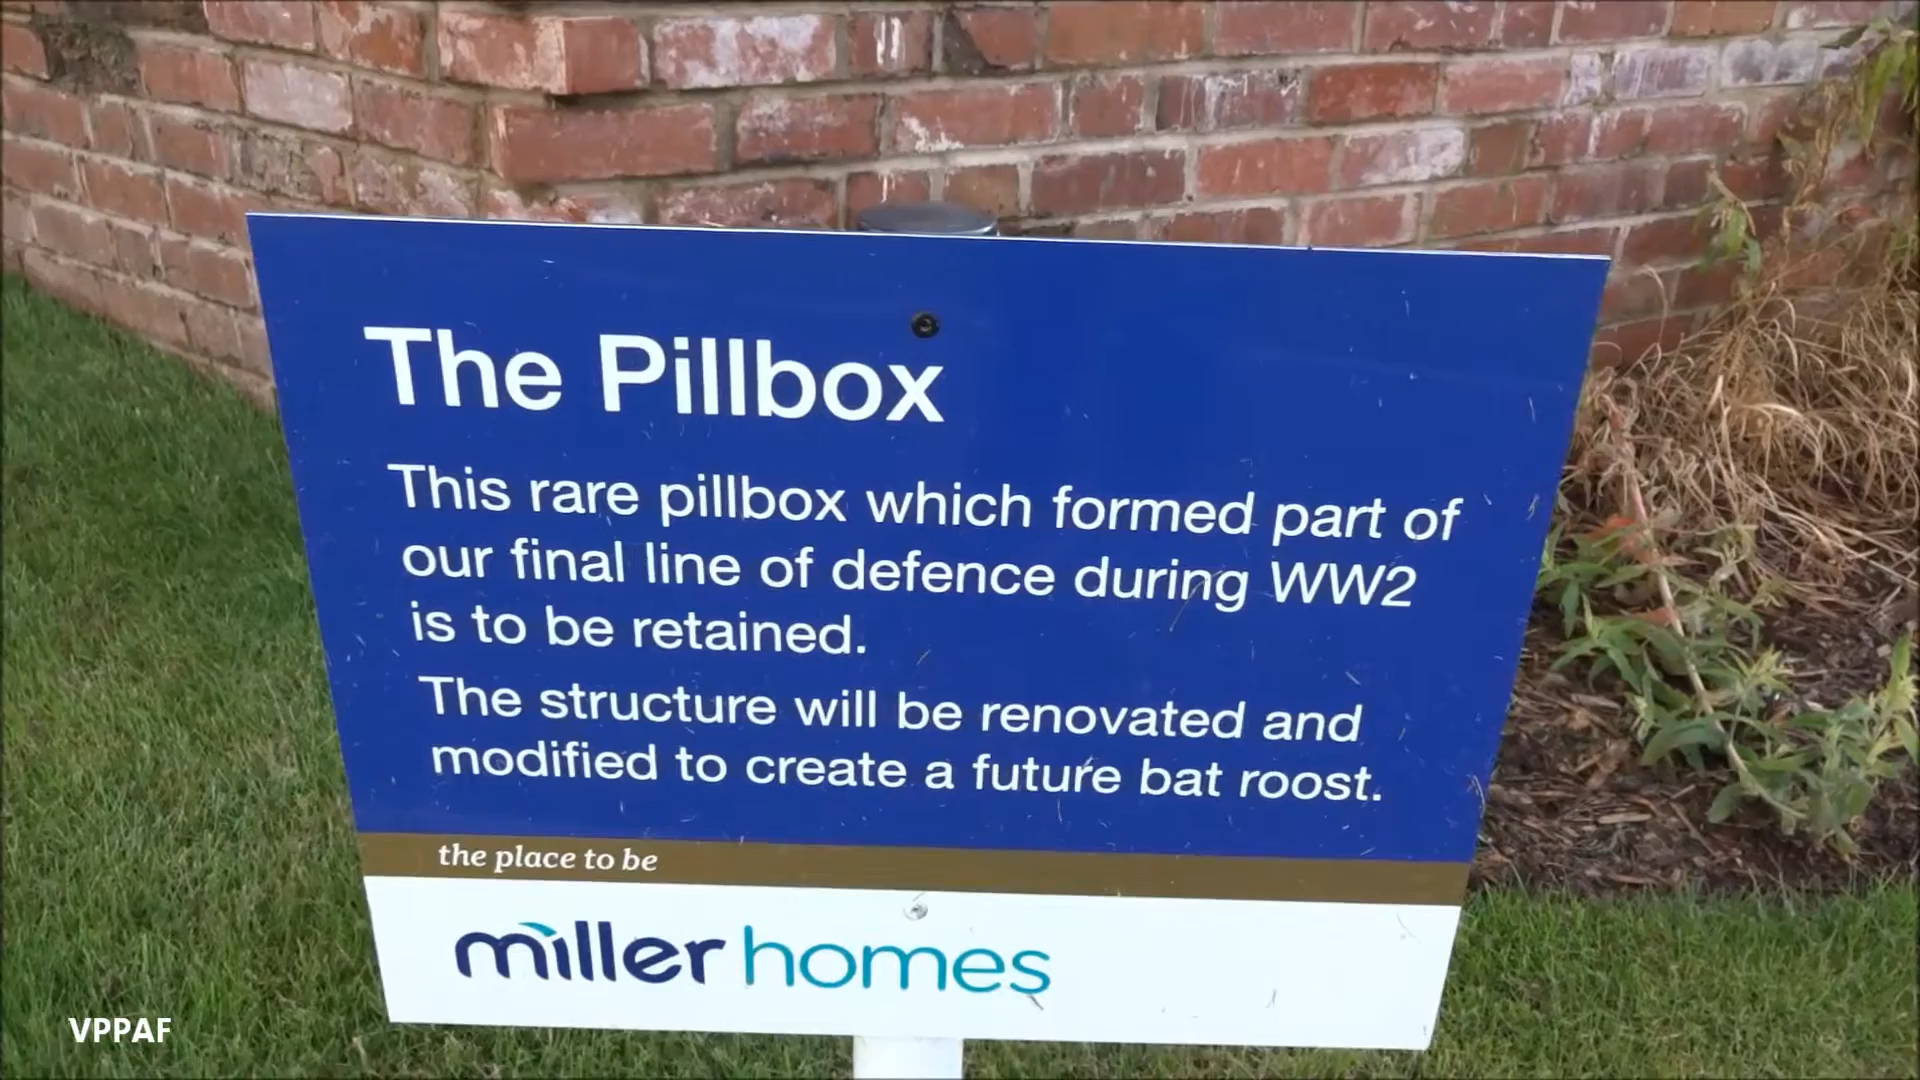 The Pillbox
This rare pillbox which formed part of
our final line of defence during WW2
is to be retained.
The structure will be renovated and
modified to create a future bat roost.
the place to be
miller homes
VPPAF